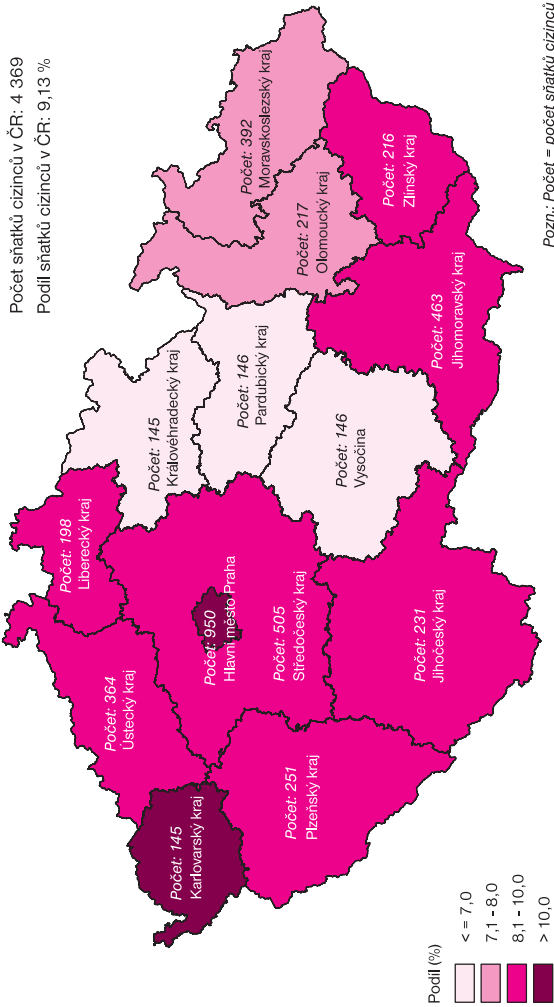 Počet sňatků cizinců v ČR: 4 369
Podíl sňatků cizinců v ČR: 9,13 %
Počet: 198
Liberecký kraj
Počet: 364
Ústecký kraj
Počet: 145
Karlovarský kraj
Počet: 145
Královéhradecký kraj
Počet: 950
Hlavní město Praha
Počet: 505
Středočeský kraj
Počet: 146
Pardubický kraj
Počet: 392
Moravskoslezský kraj
Počet: 217
Olomoucký kraj
Počet: 251
Plzeňský kraj
Počet: 231
Jihočeský kraj
Počet: 146
Vysočina
Počet: 463
Jihomoravský kraj
Počet: 216
Zlínský kraj
Podíl (%)
<= 7,0
7,1 - 8,0
8,1 - 10,0
> 10,0
Pozn.: Počet = počet sňatků cizinců